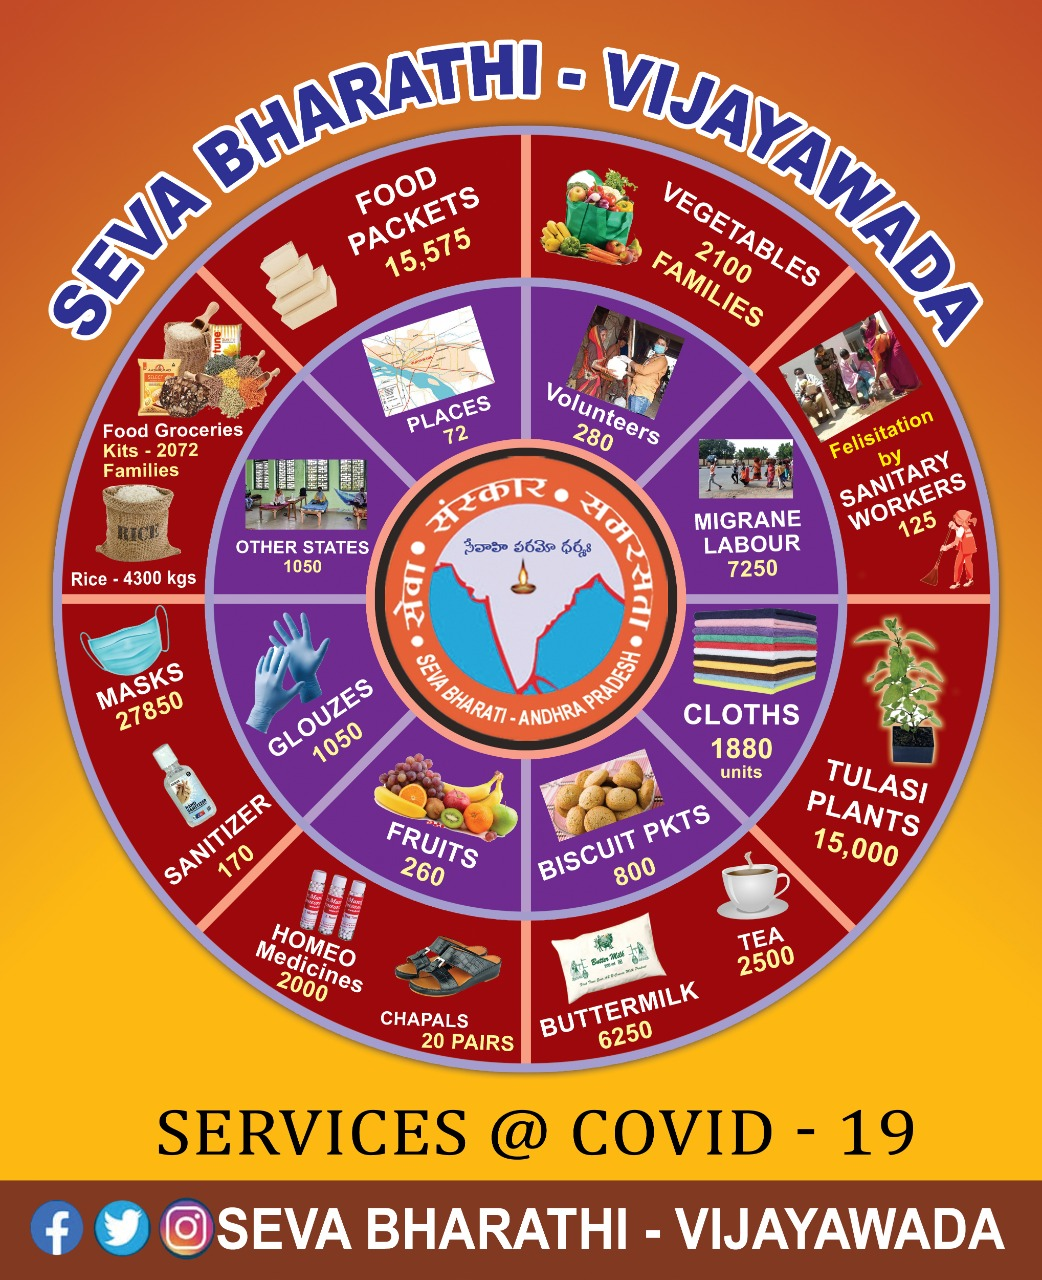 SEVA BHARATHI - VIJAYAWADA
FOOD
PACKETS
15,575
VEGETABLES
2100
FAMILIES
Felisitation
by
SANITARY
WORKERS
125
TULASI
PLANTS
15,000
TEA
2500
BUTTERMILK
6250
CHAPALS
20 PAIRS
HOMEO
Medicines
2000
SANITIZER
170
MASKS
27850
Food Groceries
Kits - 2072
Families
RICE
Rice - 4300 kgs
PLACES
72
Volunteers
280
MIGRANE
LABOUR
7250
CLOTHS
1880
units
BISCUIT PKTS
800
FRUITS
260
GLOUZES
1050
OTHER STATES
1050
• सेवा • संस्कार • समरसता •
సేవాహి పరమో ధర్మః
SEVA BHARATI - ANDHRA PRADESH
Butter Milk
SERVICES @ COVID - 19
SEVA BHARATHI - VIJAYAWADA